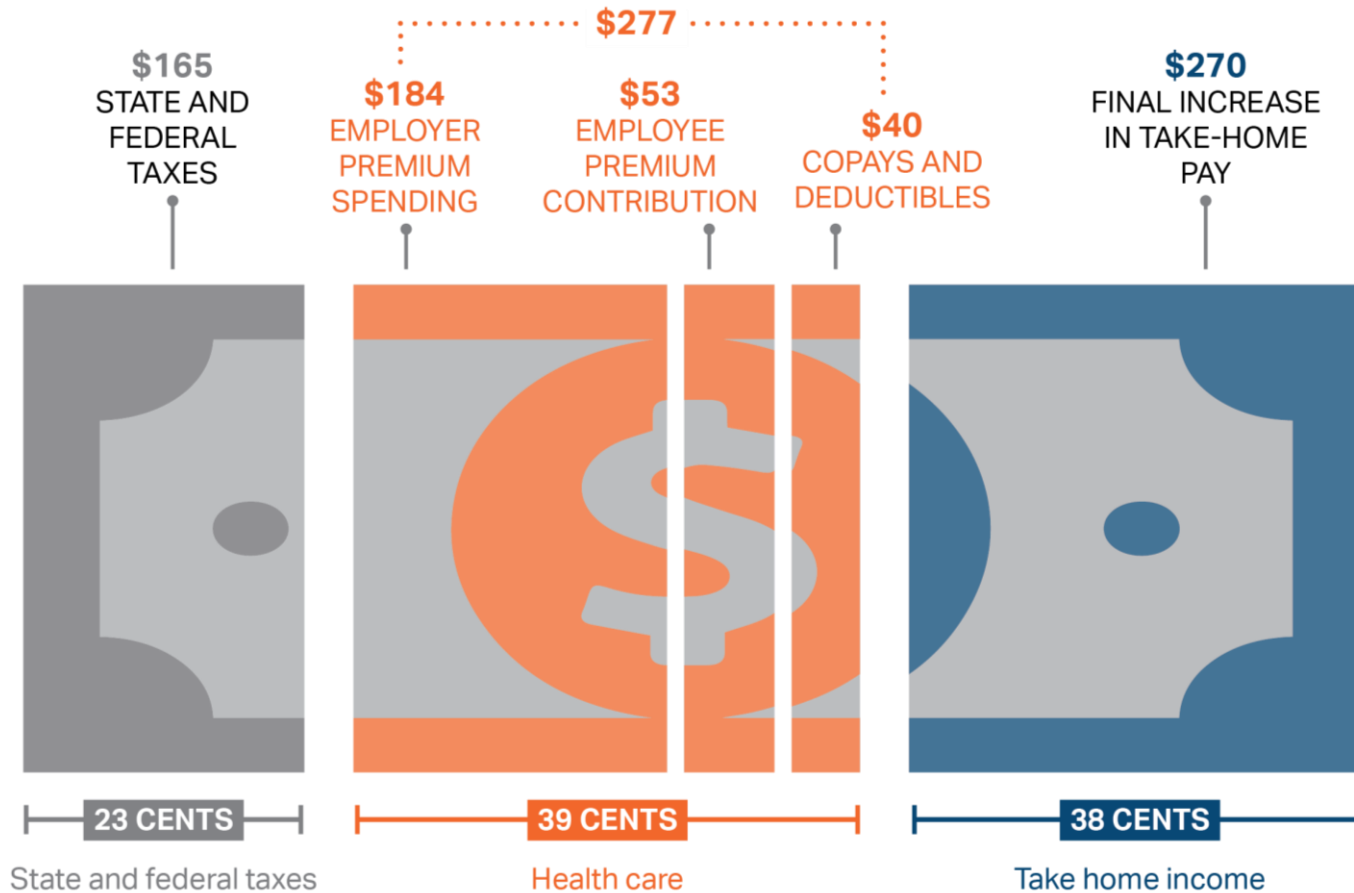 $277
$165
STATE AND
FEDERAL
TAXES
$184
EMPLOYER
PREMIUM
SPENDING
$53
EMPLOYEE
PREMIUM
CONTRIBUTION
$40
COPAYS AND
DEDUCTIBLES
$270
FINAL INCREASE
IN TAKE-HOME
PAY
$
23 CENTS
State and federal taxes
39 CENTS
Health care
38 CENTS
Take home income